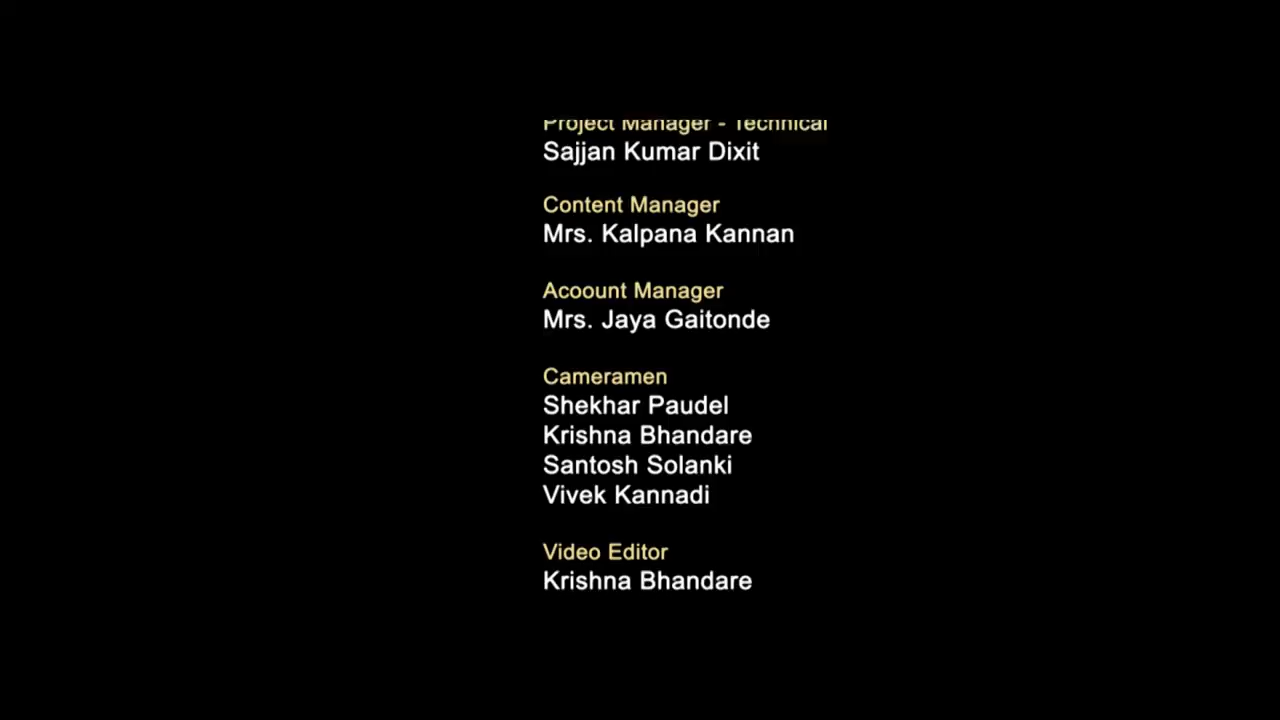 Project Manager - Technical
Sajjan Kumar Dixit
Content Manager
Mrs. Kalpana Kannan
Acoount Manager
Mrs. Jaya Gaitonde
Cameramen
Shekhar Paudel
Krishna Bhandare
Santosh Solanki
Vivek Kannadi
Video Editor
Krishna Bhandare